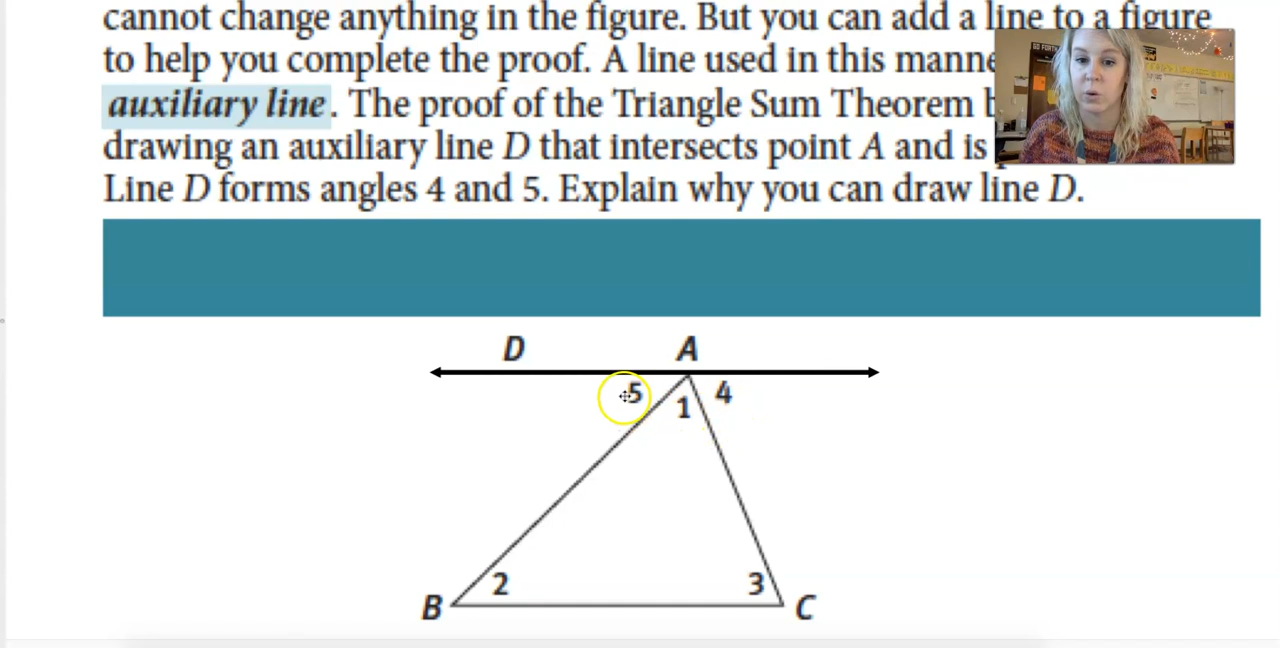 cannot change anything in the figure. But you can add a line to a figure
to help you complete the proof. A line used in this manne
auxiliary line. The proof of the Triangle Sum Theorem b
drawing an auxiliary line D that intersects point A and is
Line D forms angles 4 and 5. Explain why you can draw line D.
D A
5 1 4
2 3
B C
GO FORTH